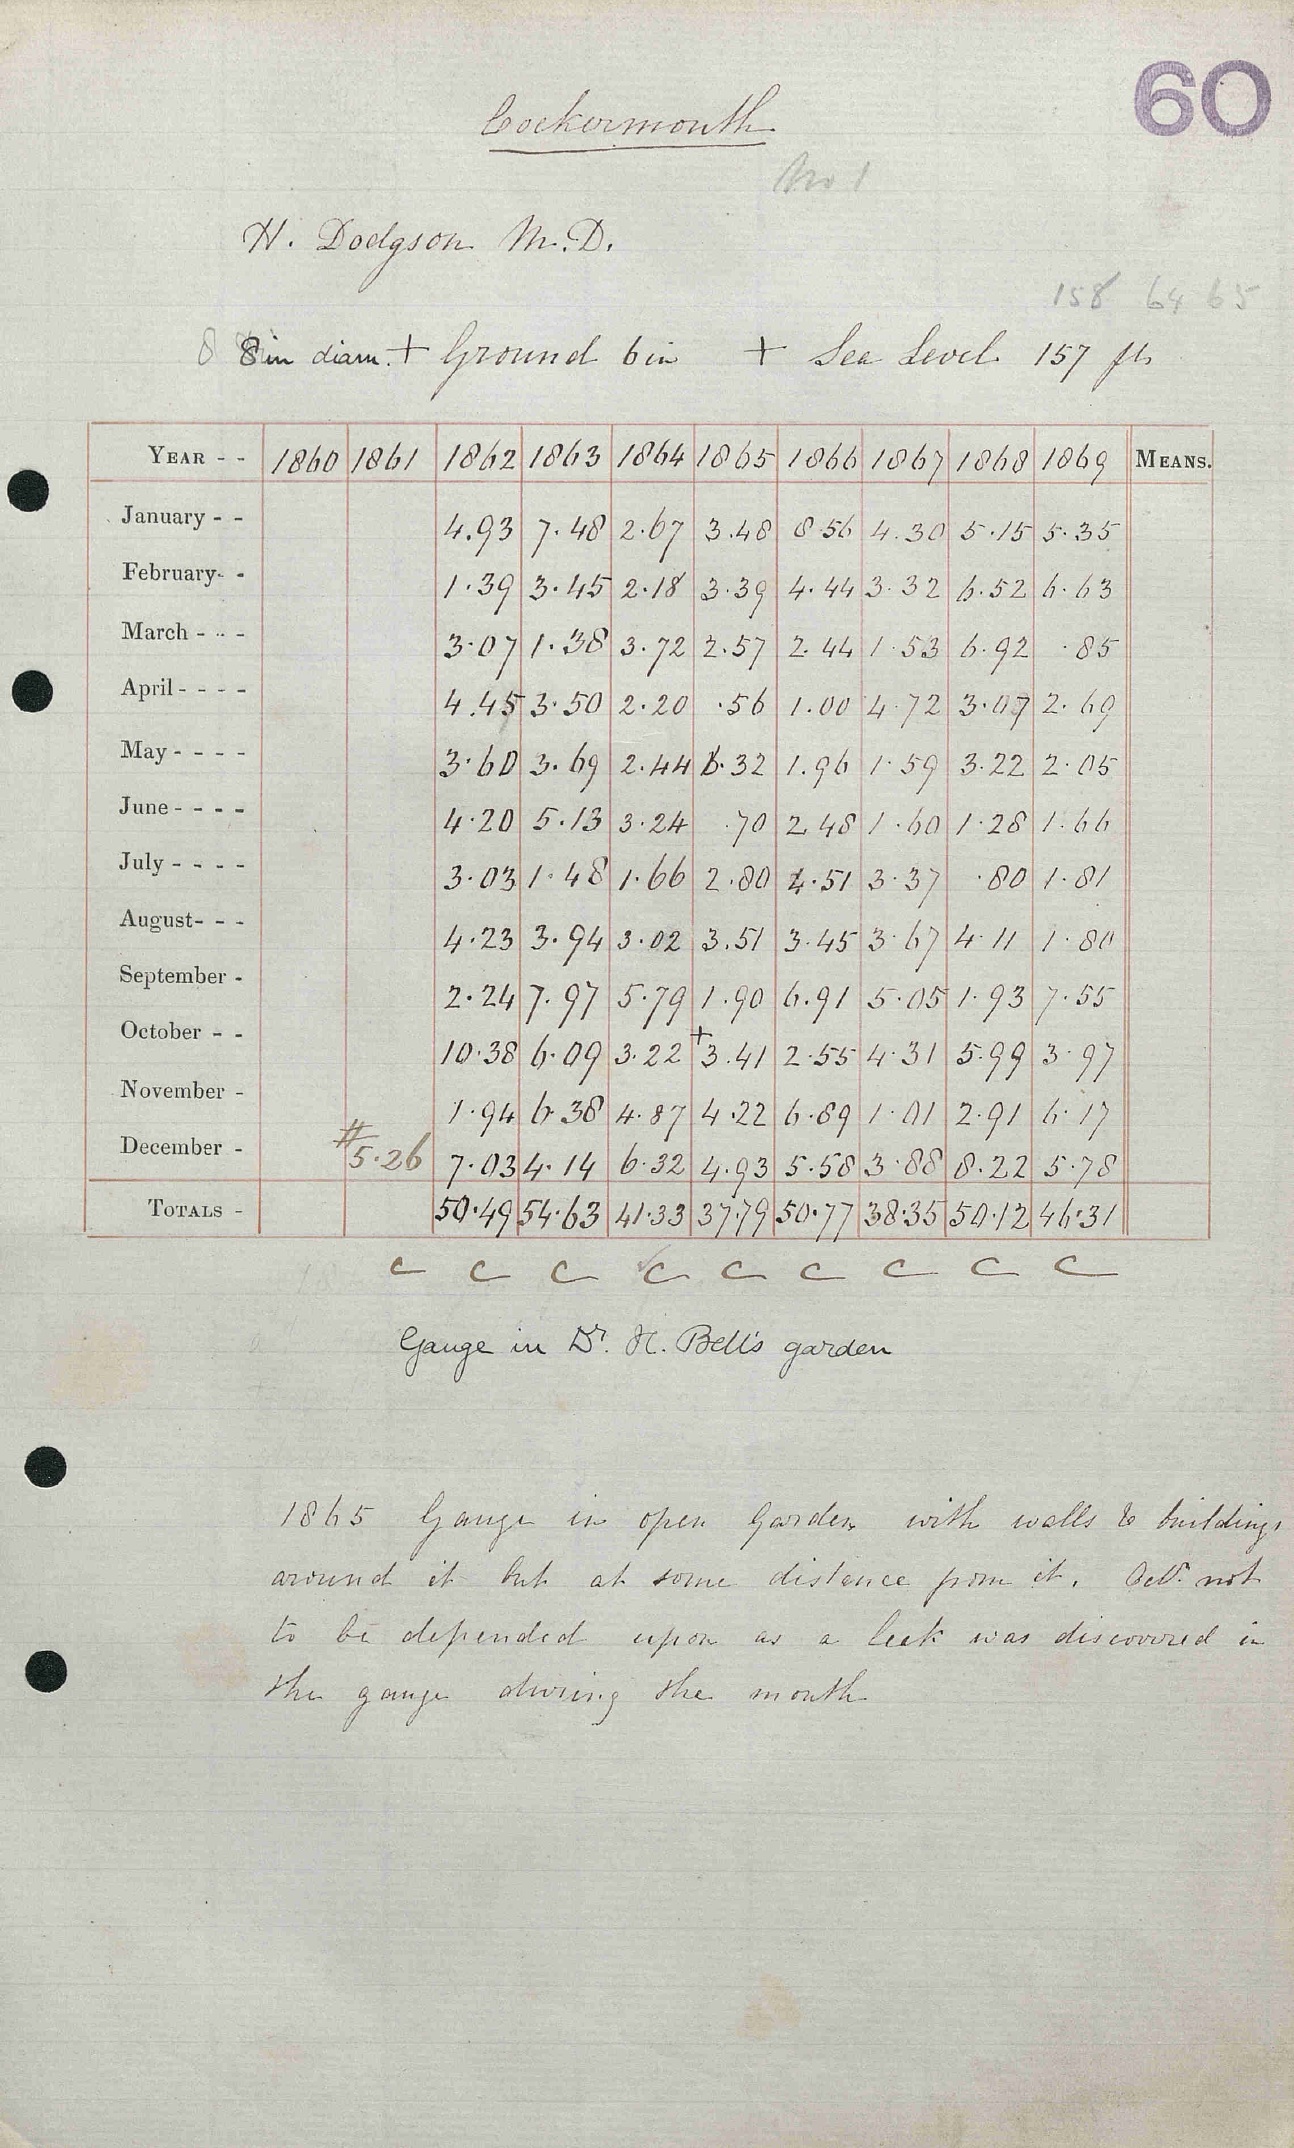 60
Cockermouth
No 1
H. Dodgson M.D.
158 64 65
8 8 in diam. + Ground 6 in + Sea Level 157 ft
YEAR - - 1860 1861 1862 1863 1864 1865 1866 1867 1868 1869 MEANS.
January - - 4.93 7.48 2.67 3.48 8.56 4.30 5.15 5.35
February- - 1.39 3.45 2.18 3.39 4.44 3.32 6.52 6.63
March - - - 3.07 1.38 3.72 2.57 2.44 1.53 6.92 .85
April - - - - 4.45 3.50 2.20 .56 1.00 4.72 3.07 2.69
May - - - - 3.60 3.69 2.44 6.32 1.96 1.59 3.22 2.05
June - - - - 4.20 5.13 3.24 .70 2.48 1.60 1.28 1.66
July - - - - 3.03 1.48 1.66 2.80 4.51 3.37 .80 1.81
August- - - 4.23 3.94 3.02 3.51 3.45 3.67 4.11 1.80
September - 2.24 7.97 5.79 1.90 6.91 5.05 1.93 7.55
October - - 10.38 6.09 3.22 +3.41 2.55 4.31 5.99 3.97
November - 1.94 6.38 4.87 4.22 6.89 1.01 2.91 6.17
December - #5.26 7.03 4.14 6.32 4.93 5.58 3.88 8.22 5.78
TOTALS - 50.49 54.63 41.33 37.79 50.77 38.35 50.12 46.31
c c c c c c c c c
Gauge in Dr. H. Bell's garden
1865 Gauge in open Garden with walls & buildings
around it but at some distance from it. Octr. not
to be depended upon as a leak was discovered in
the gauge during the month